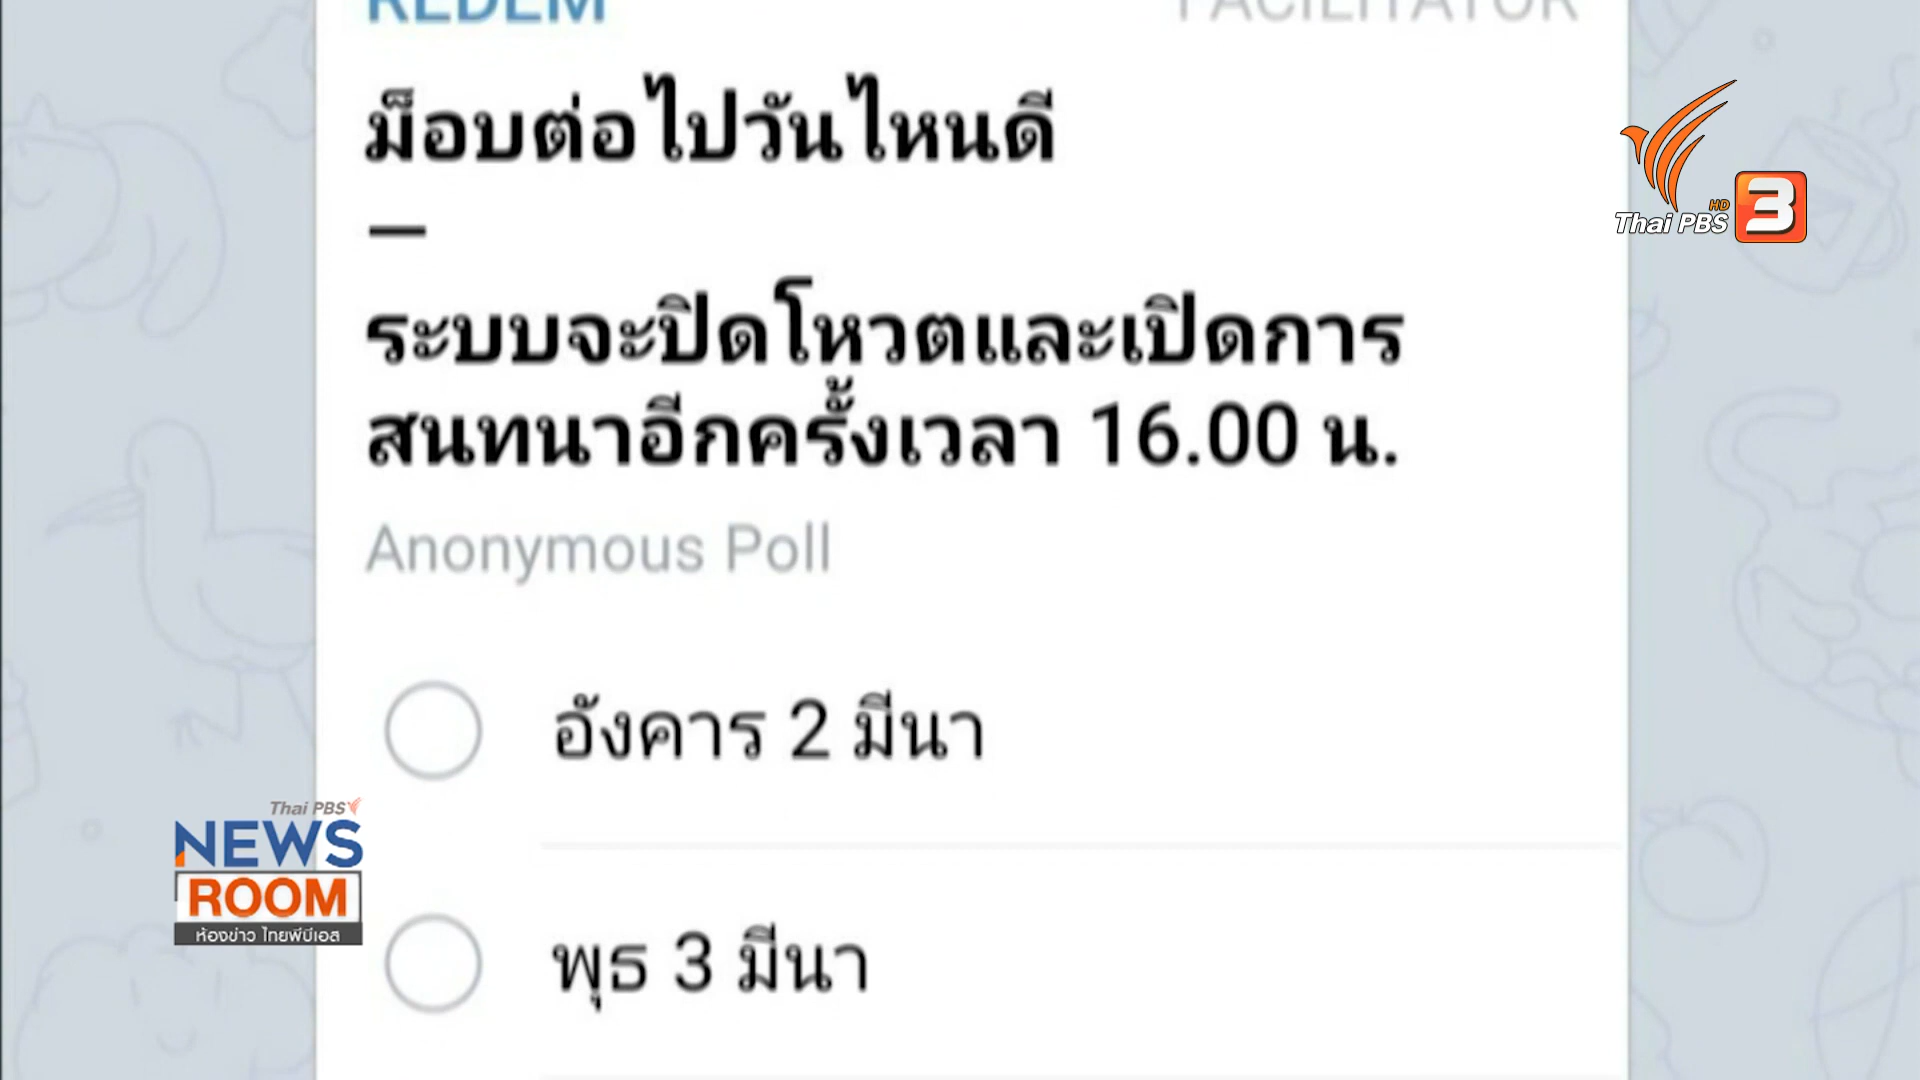 REDEM
FACILITATOR
ม็อบต่อไปวันไหนดี
—
ระบบจะปิดโหวตและเปิดการ
สนทนาอีกครั้งเวลา 16.00 น.
Anonymous Poll
อังคาร 2 มีนา
พุธ 3 มีนา
Thai PBS HD 3
Thai PBS
NEWS
ROOM
ห้องข่าว ไทยพีบีเอส